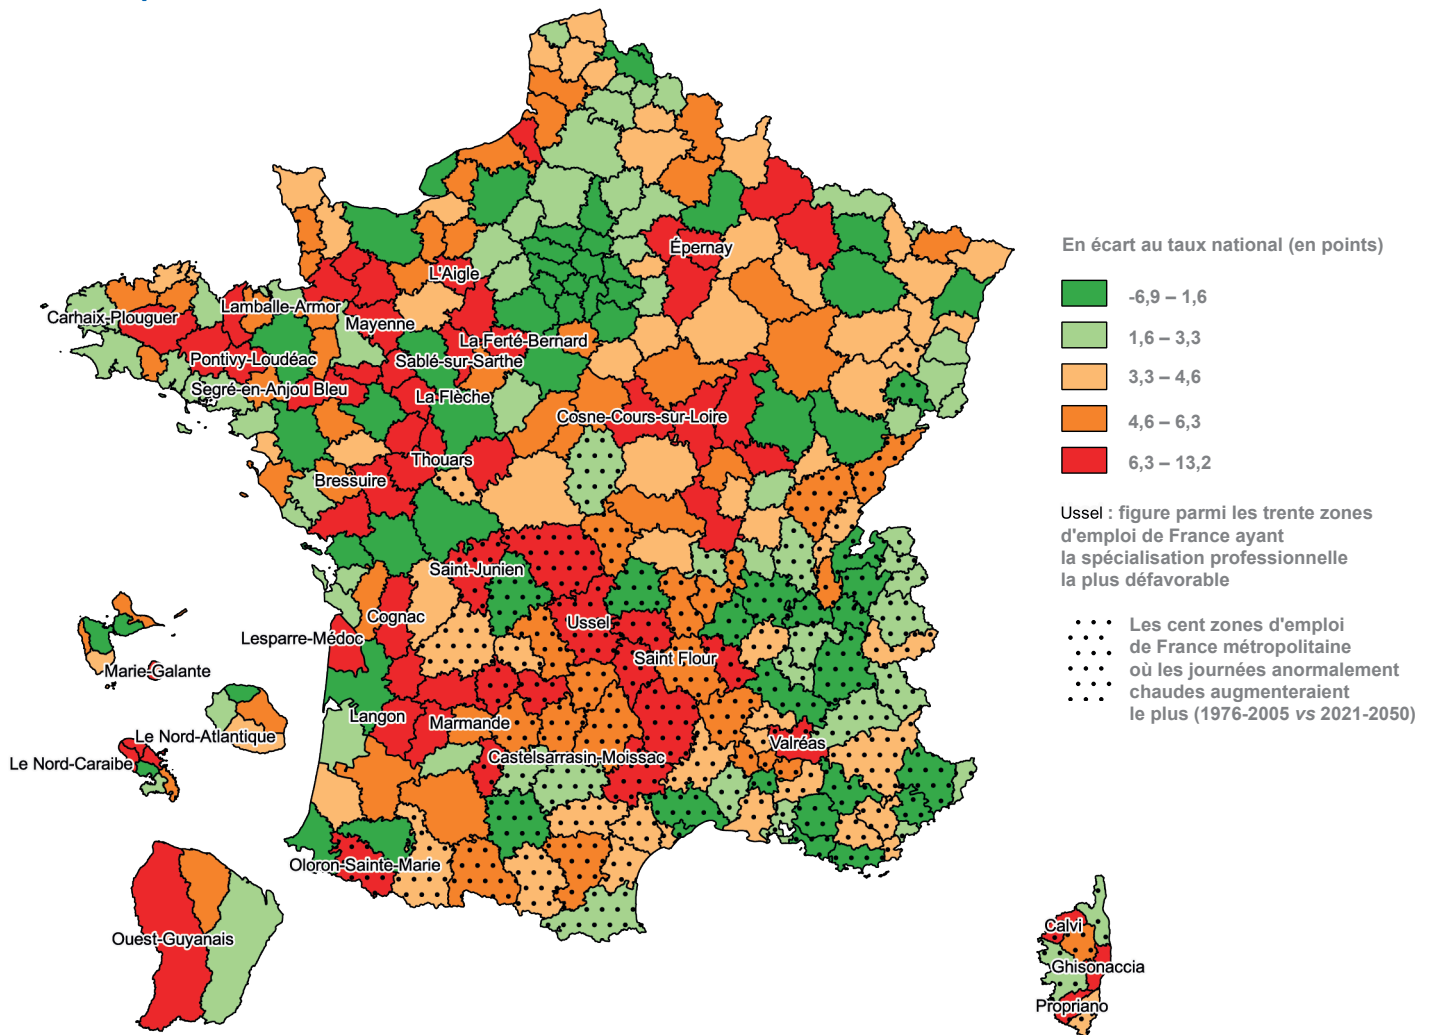 Épernay
L'Aigle
Lamballe-Armor
Carhaix-Plouguer
Mayenne
La Ferté-Bernard
Pontivy-Loudéac
Sablé-sur-Sarthe
Segré-en-Anjou Bleu
La Flèche
Cosne-Cours-sur-Loire
Thouars
Bressuire
Saint-Junien
Cognac
Ussel
Lesparre-Médoc
Saint Flour
Marie-Galante
Langon
Marmande
Le Nord-Atlantique
Valréas
Castelsarrasin-Moissac
Le Nord-Caraibe
Oloron-Sainte-Marie
Ouest-Guyanais
Calvi
Ghisonaccia
Propriano
En écart au taux national (en points)
-6,9 – 1,6
1,6 – 3,3
3,3 – 4,6
4,6 – 6,3
6,3 – 13,2
Ussel : figure parmi les trente zones
d'emploi de France ayant
la spécialisation professionnelle
la plus défavorable
Les cent zones d'emploi
de France métropolitaine
où les journées anormalement
chaudes augmenteraient
le plus (1976-2005 vs 2021-2050)